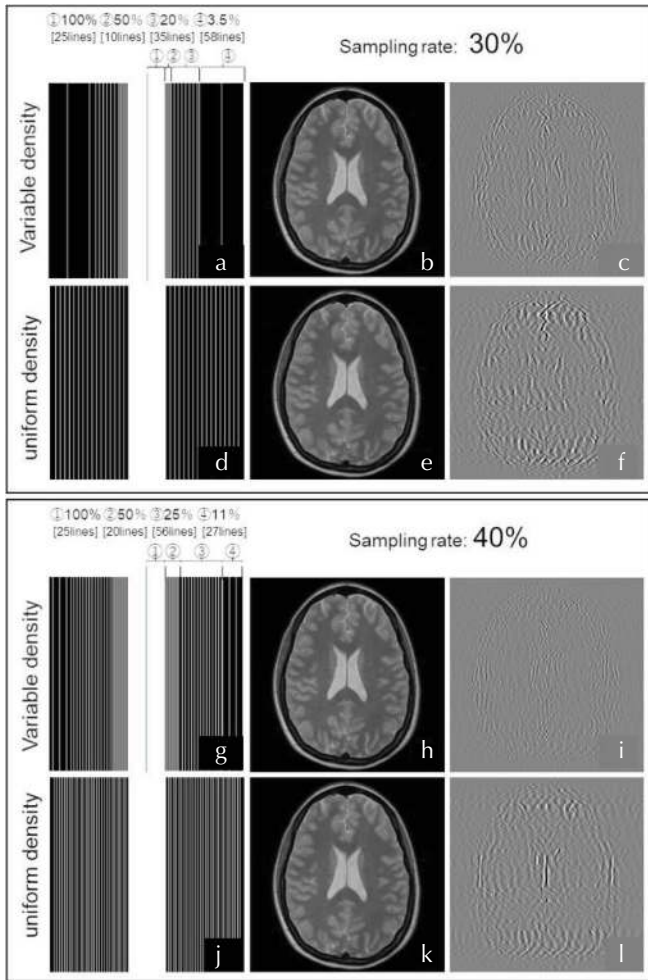 ①100% ②50% ③20% ④3.5%
[25lines] [10lines] [35lines] [58lines]
① ② ③ ④
Sampling rate: 30%
Variable density
a
b
c
uniform density
d
e
f
①100% ②50% ③25% ④11%
[25lines] [20lines] [56lines] [27lines]
① ② ③ ④
Sampling rate: 40%
Variable density
g
h
i
uniform density
j
k
l